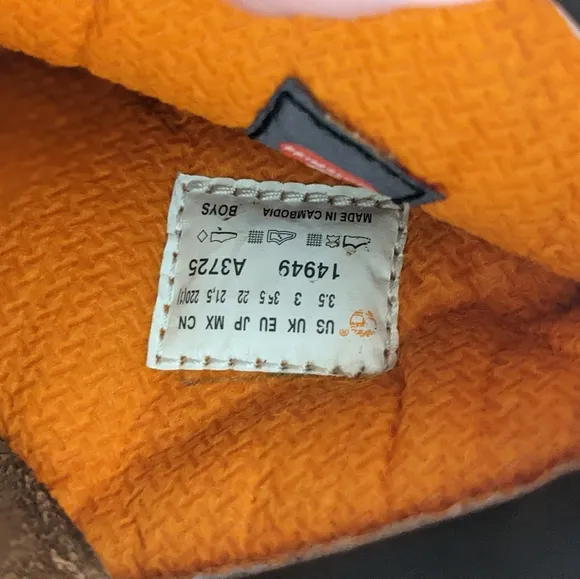 US UK EU JP MX CN
3.5 3 35.5 22 21,5 220(1)
14949 A3725
MADE IN CAMBODIA
BOYS